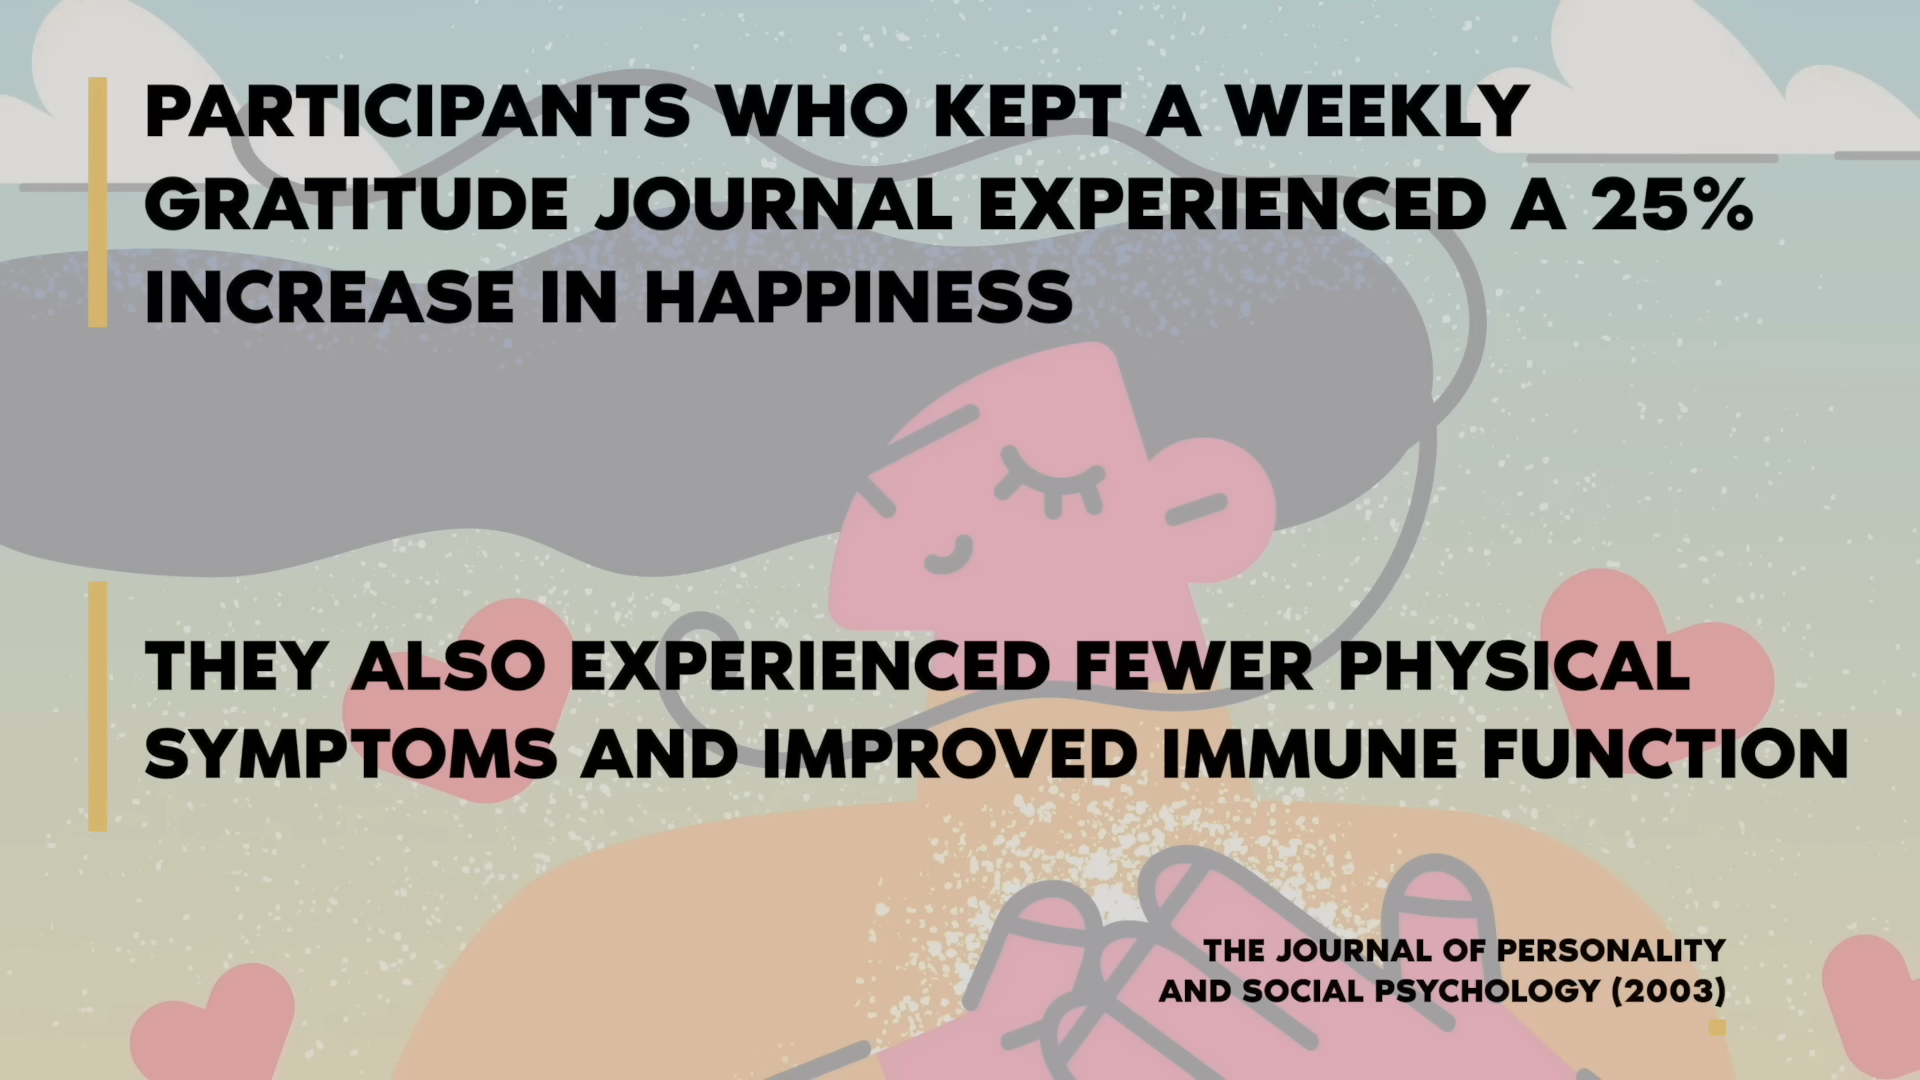 PARTICIPANTS WHO KEPT A WEEKLY
GRATITUDE JOURNAL EXPERIENCED A 25%
INCREASE IN HAPPINESS
THEY ALSO EXPERIENCED FEWER PHYSICAL
SYMPTOMS AND IMPROVED IMMUNE FUNCTION
THE JOURNAL OF PERSONALITY
AND SOCIAL PSYCHOLOGY (2003)